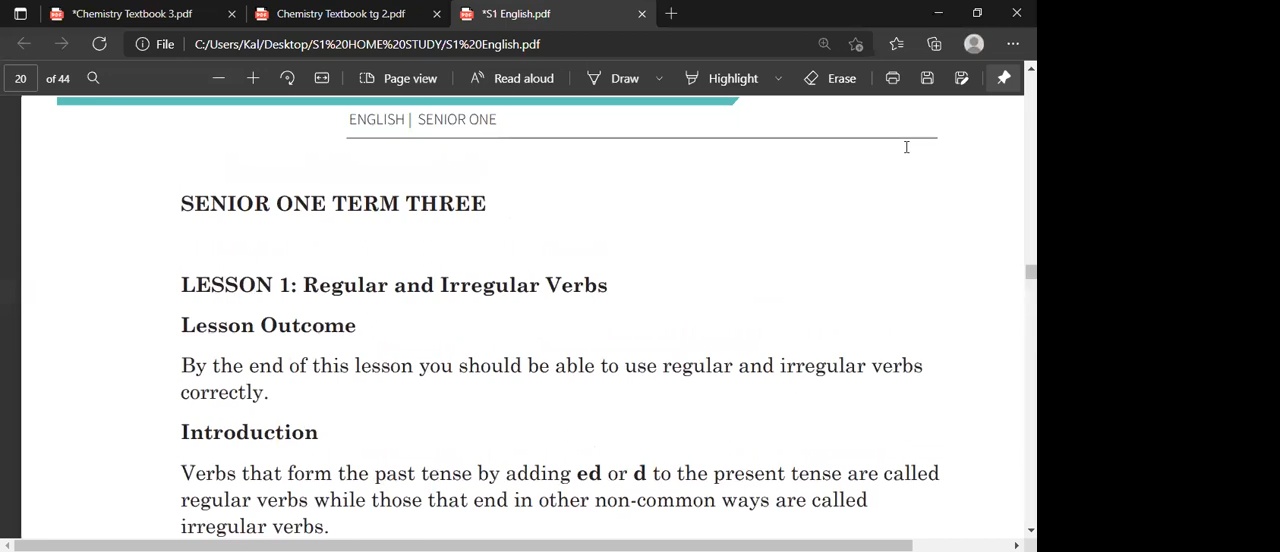 *Chemistry Textbook 3.pdf
Chemistry Textbook tg 2.pdf
*S1 English.pdf
File
C:/Users/Kal/Desktop/S1%20HOME%20STUDY/S1%20English.pdf
20 of 44
Page view
Read aloud
Draw
Highlight
Erase
ENGLISH | SENIOR ONE
SENIOR ONE TERM THREE
LESSON 1: Regular and Irregular Verbs
Lesson Outcome
By the end of this lesson you should be able to use regular and irregular verbs
correctly.
Introduction
Verbs that form the past tense by adding ed or d to the present tense are called
regular verbs while those that end in other non-common ways are called
irregular verbs.